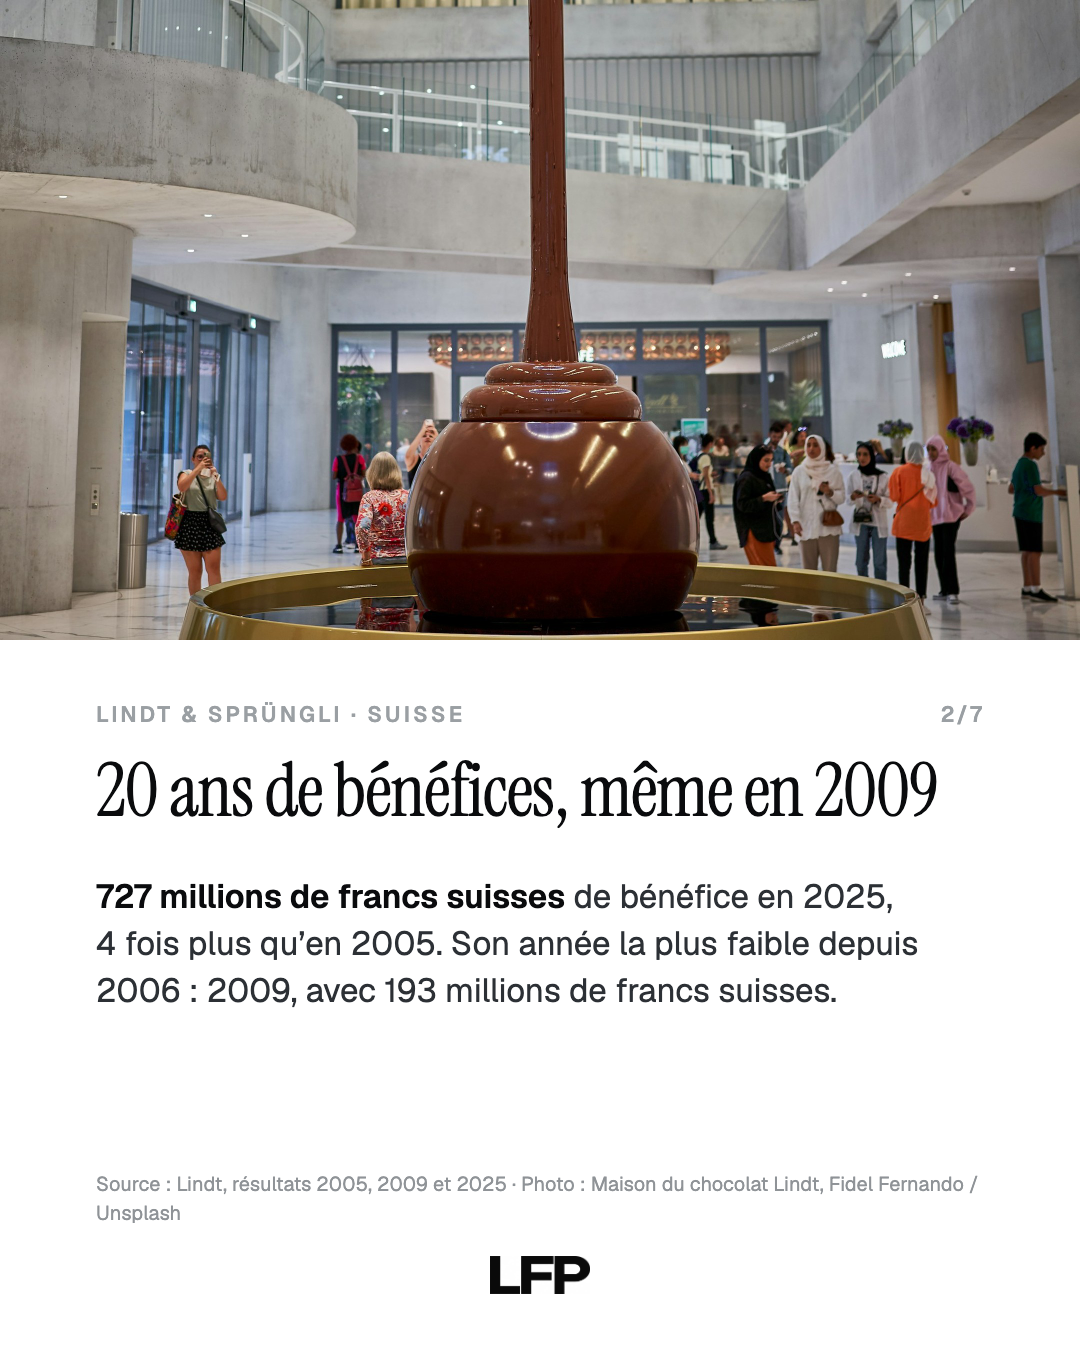 LINDT & SPRÜNGLI · SUISSE
2/7
20 ans de bénéfices, même en 2009
727 millions de francs suisses de bénéfice en 2025,
4 fois plus qu’en 2005. Son année la plus faible depuis
2006 : 2009, avec 193 millions de francs suisses.
Source : Lindt, résultats 2005, 2009 et 2025 · Photo : Maison du chocolat Lindt, Fidel Fernando /
Unsplash
LFP